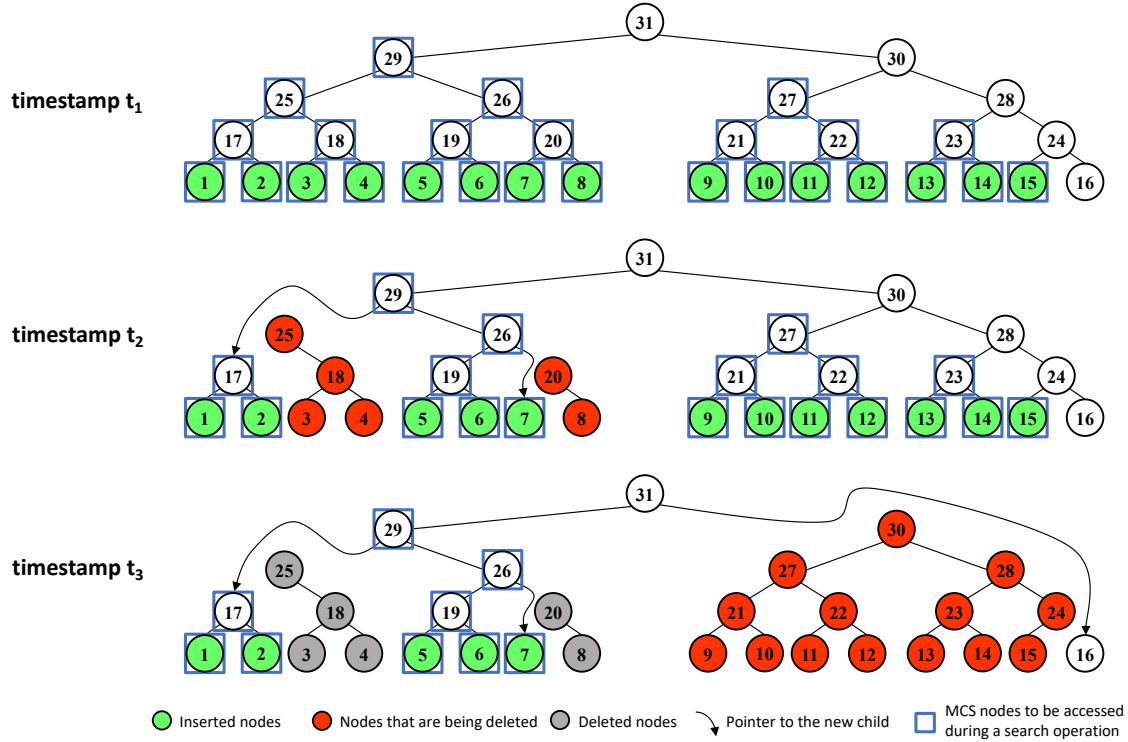 31
29 30
timestamp t1 25 26 27 28
17 18 19 20 21 22 23 24
1 2 3 4 5 6 7 8 9 10 11 12 13 14 15 16
31
29 30
timestamp t2 25 26 27 28
17 18 19 20 21 22 23 24
1 2 3 4 5 6 7 8 9 10 11 12 13 14 15 16
31
29 30
timestamp t3 25 26 27 28
17 18 19 20 21 22 23 24
1 2 3 4 5 6 7 8 9 10 11 12 13 14 15 16
Inserted nodes
Nodes that are being deleted
Deleted nodes
Pointer to the new child
MCS nodes to be accessed
during a search operation